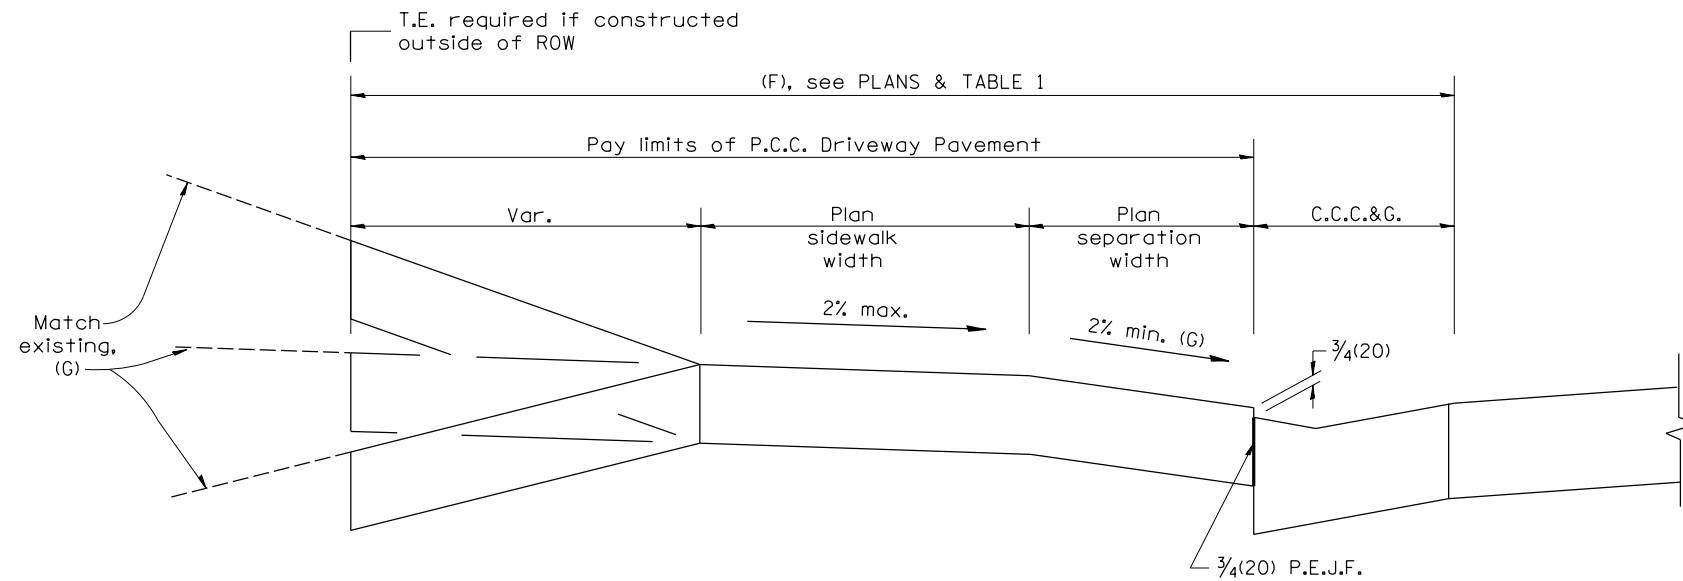 T.E. required if constructed
outside of ROW
(F), see PLANS & TABLE 1
Pay limits of P.C.C. Driveway Pavement
Var.
Plan
sidewalk
width
Plan
separation
width
C.C.C.&G.
2% max.
2% min. (G)
Match
existing,
(G)
¾(20)
¾(20) P.E.J.F.